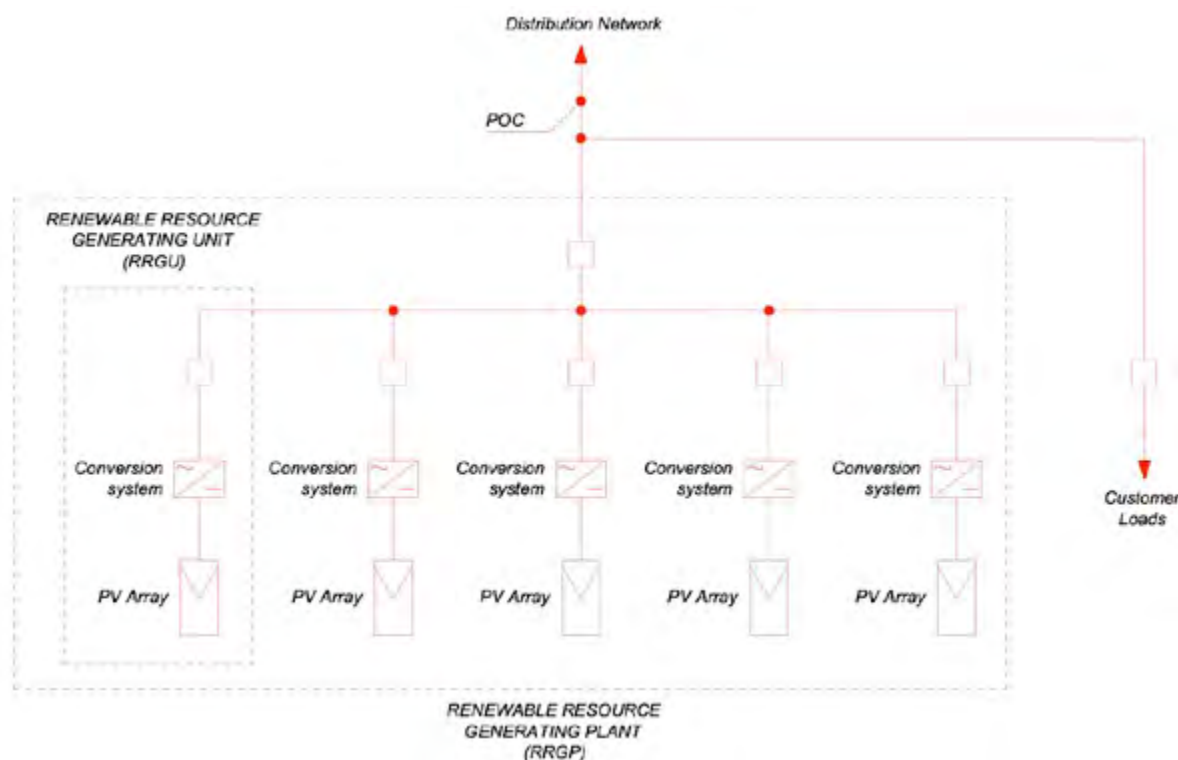 Distribution Network
POC
RENEWABLE RESOURCE
GENERATING UNIT
(RRGU)
Conversion
system
Conversion
system
Conversion
system
Conversion
system
Conversion
system
Customer
Loads
PV Array
PV Array
PV Array
PV Array
PV Array
RENEWABLE RESOURCE
GENERATING PLANT
(RRGP)